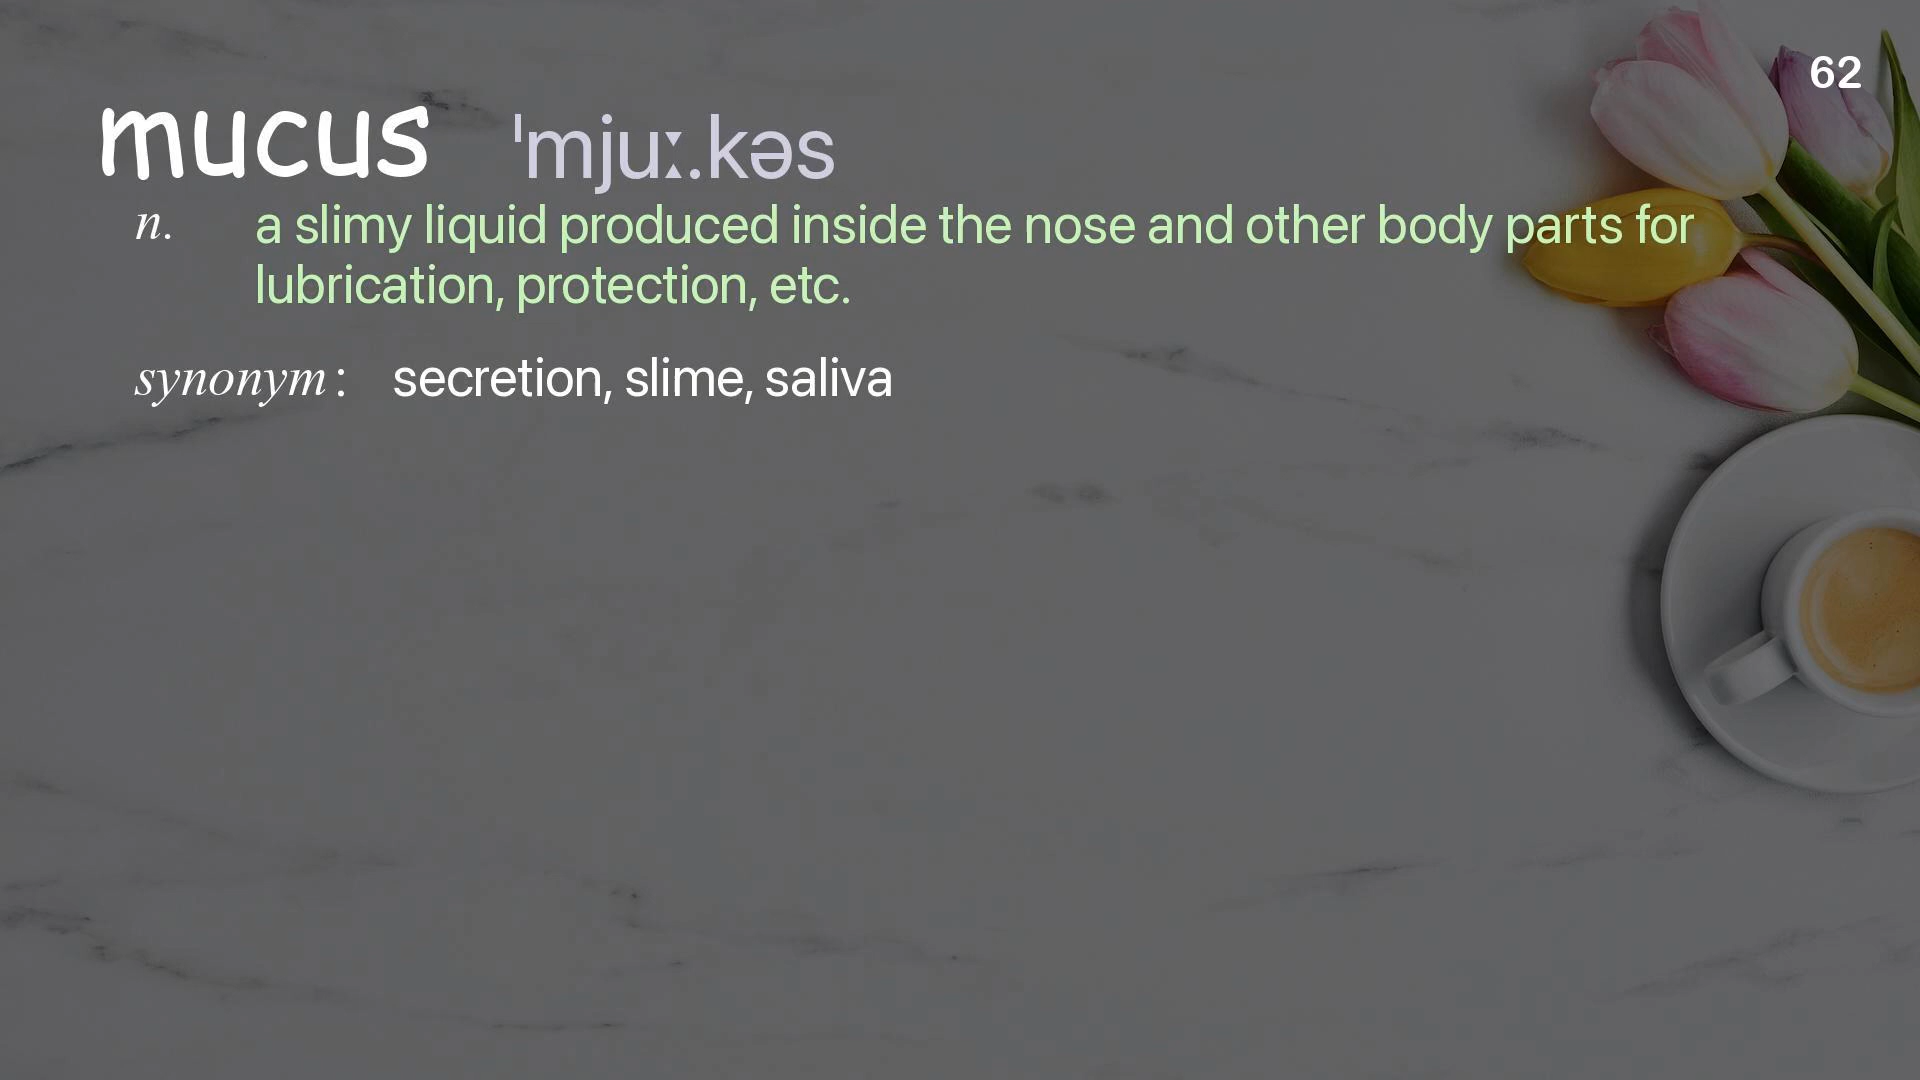 62
mucus ˈmjuː.kəs
n. a slimy liquid produced inside the nose and other body parts for
lubrication, protection, etc.
synonym: secretion, slime, saliva